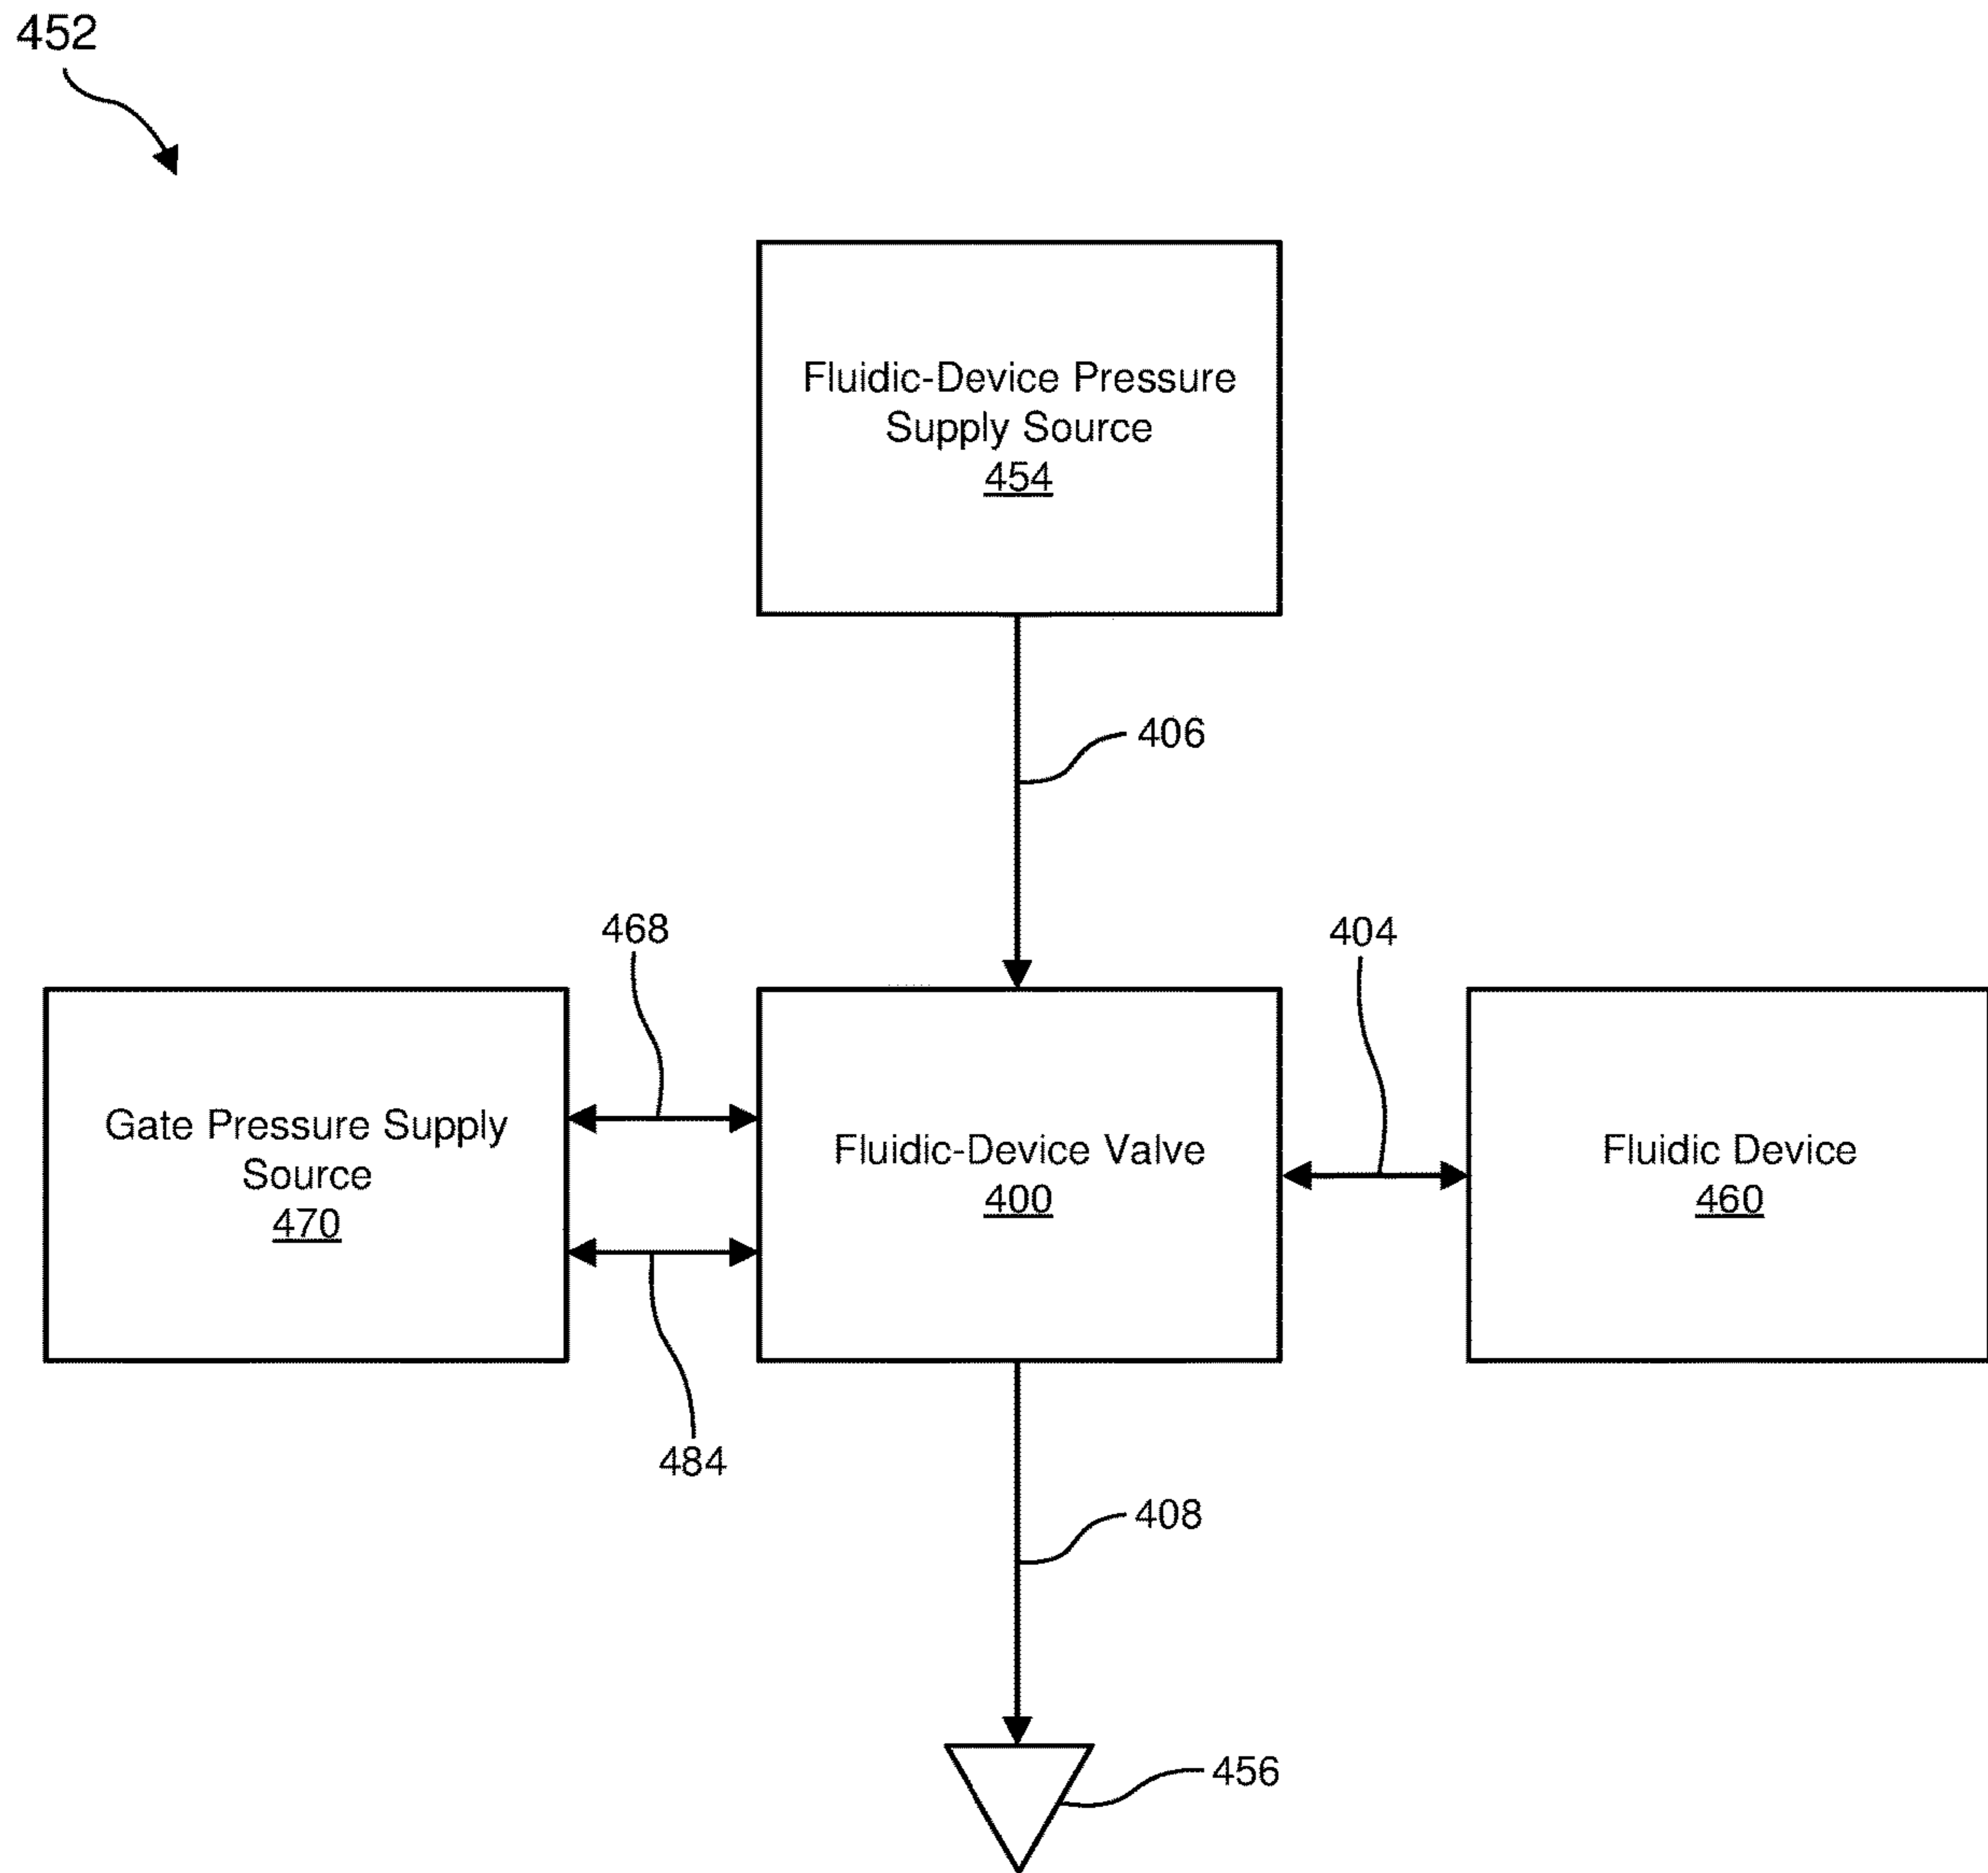 452
Fluidic-Device Pressure
Supply Source
454
406
468
404
Gate Pressure Supply
Source
470
Fluidic-Device Valve
400
Fluidic Device
460
484
408
456